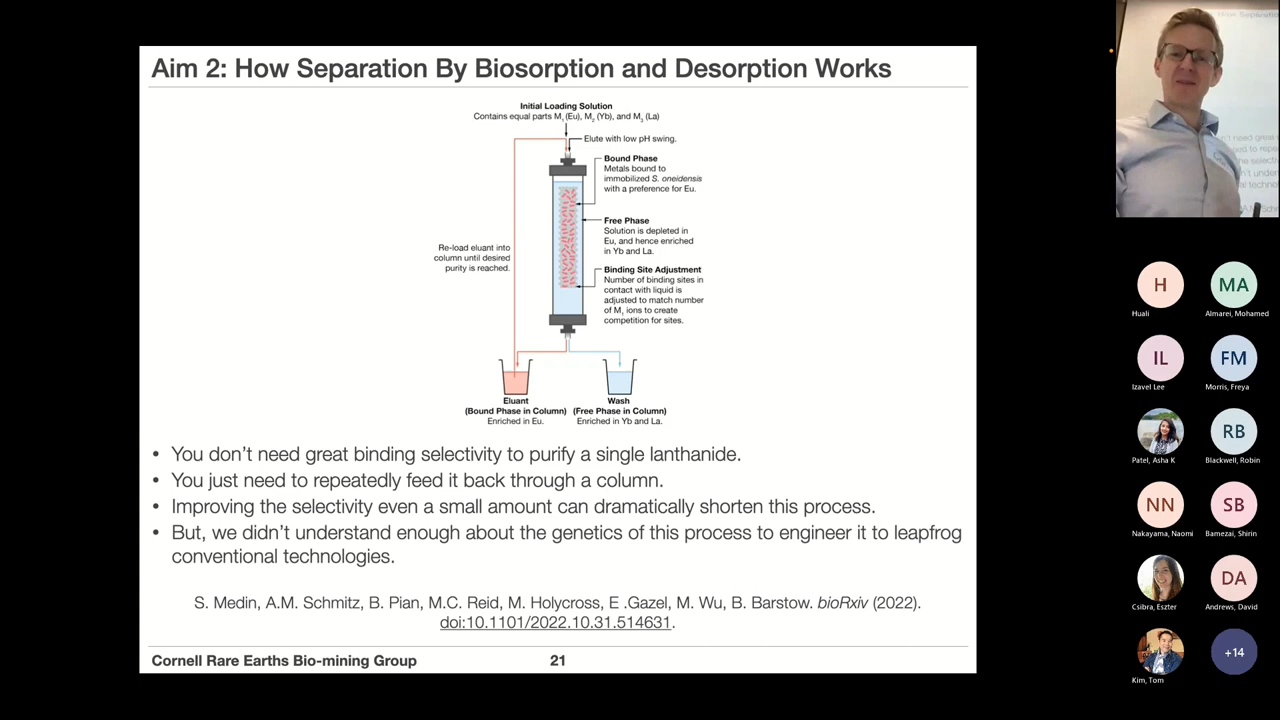 Aim 2: How Separation By Biosorption and Desorption Works
Initial Loading Solution
Contains equal parts M1 (Eu), M2 (Yb), and M3 (La)
Elute with low pH swing.
Bound Phase
Metals bound to
immobilized S. oneidensis
with a preference for Eu.
Free Phase
Solution is depleted in
Eu, and hence enriched
in Yb and La.
Re-load eluant into
column until desired
purity is reached.
Binding Site Adjustment
Number of binding sites in
contact with liquid is
adjusted to match number
of M1 ions to create
competition for sites.
Eluant
(Bound Phase in Column)
Enriched in Eu.
Wash
(Free Phase in Column)
Enriched in Yb and La.
• You don't need great binding selectivity to purify a single lanthanide.
• You just need to repeatedly feed it back through a column.
• Improving the selectivity even a small amount can dramatically shorten this process.
• But, we didn't understand enough about the genetics of this process to engineer it to leapfrog
conventional technologies.
S. Medin, A.M. Schmitz, B. Pian, M.C. Reid, M. Holycross, E .Gazel, M. Wu, B. Barstow. bioRxiv (2022).
doi:10.1101/2022.10.31.514631.
Cornell Rare Earths Bio-mining Group 21
H MA
Huali Almarei, Mohamed
IL FM
Izavel Lee Morris, Freya
RB
Patel, Asha K Blackwell, Robin
NN SB
Nakayama, Naomi Bamezai, Shirin
DA
Csibra, Eszter Andrews, David
+14
Kim, Tom